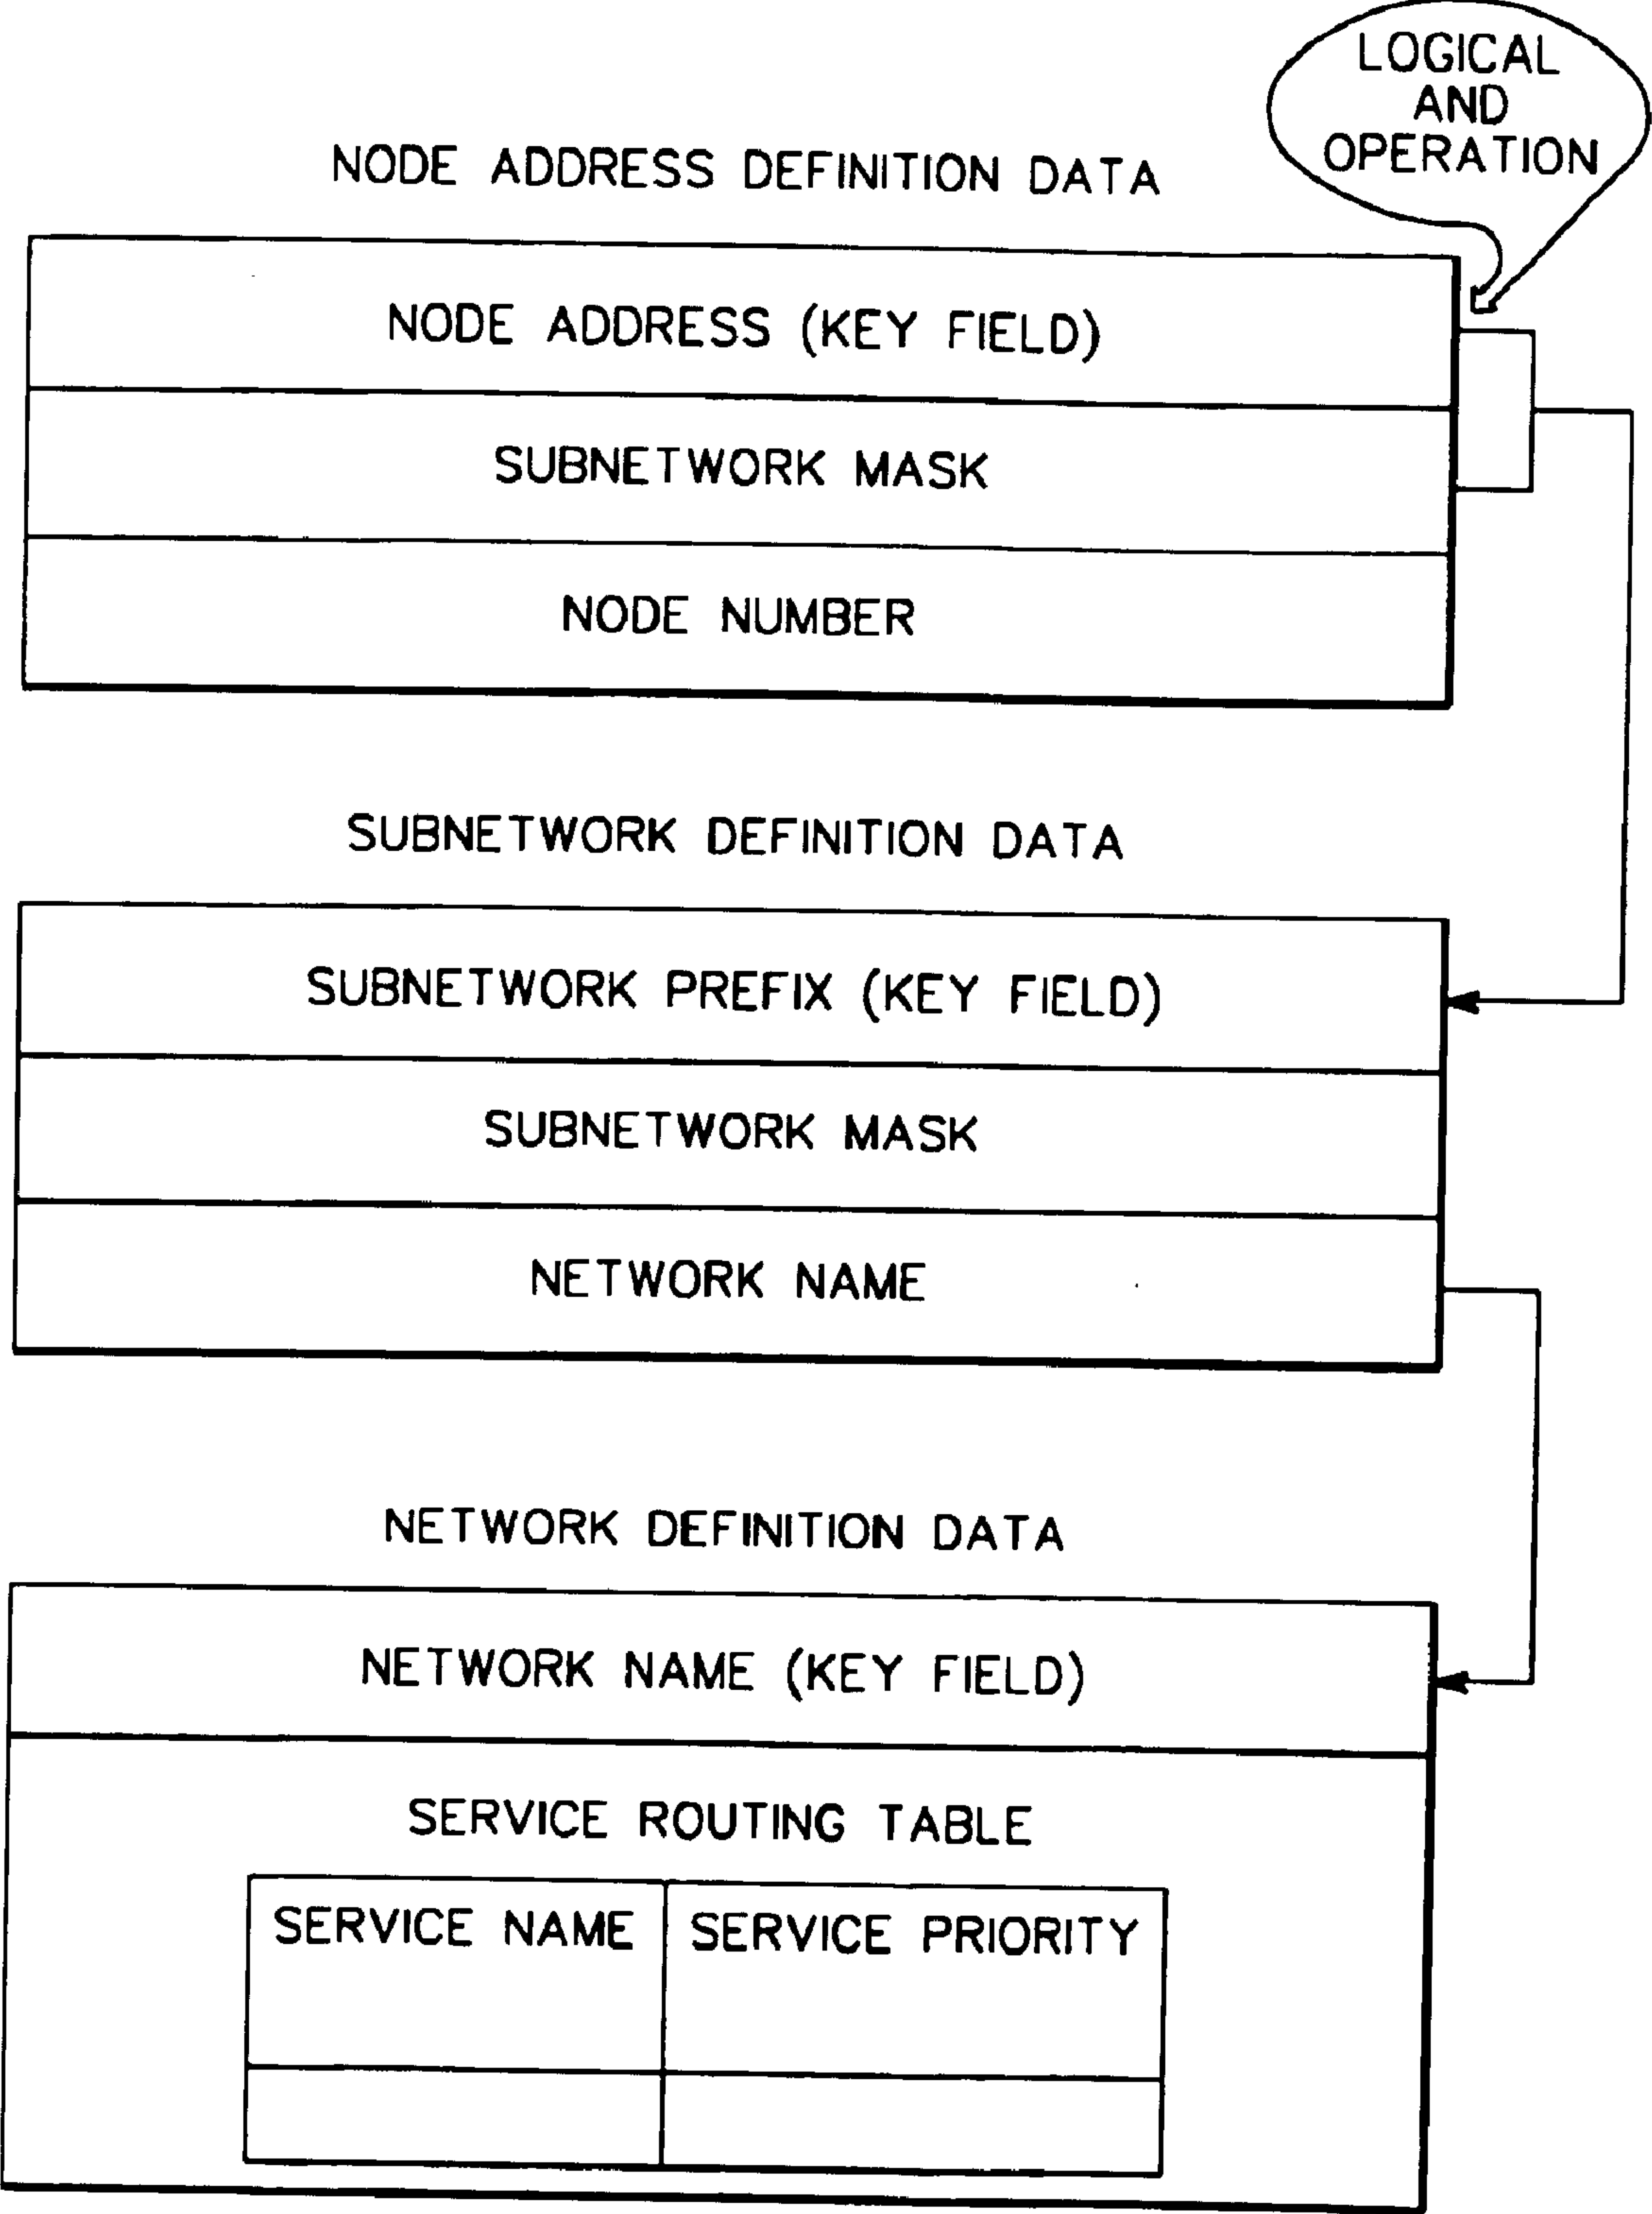 LOGICAL
AND
OPERATION
NODE ADDRESS DEFINITION DATA
NODE ADDRESS (KEY FIELD)
SUBNETWORK MASK
NODE NUMBER
SUBNETWORK DEFINITION DATA
SUBNETWORK PREFIX (KEY FIELD)
SUBNETWORK MASK
NETWORK NAME
NETWORK DEFINITION DATA
NETWORK NAME (KEY FIELD)
SERVICE ROUTING TABLE
SERVICE NAME SERVICE PRIORITY